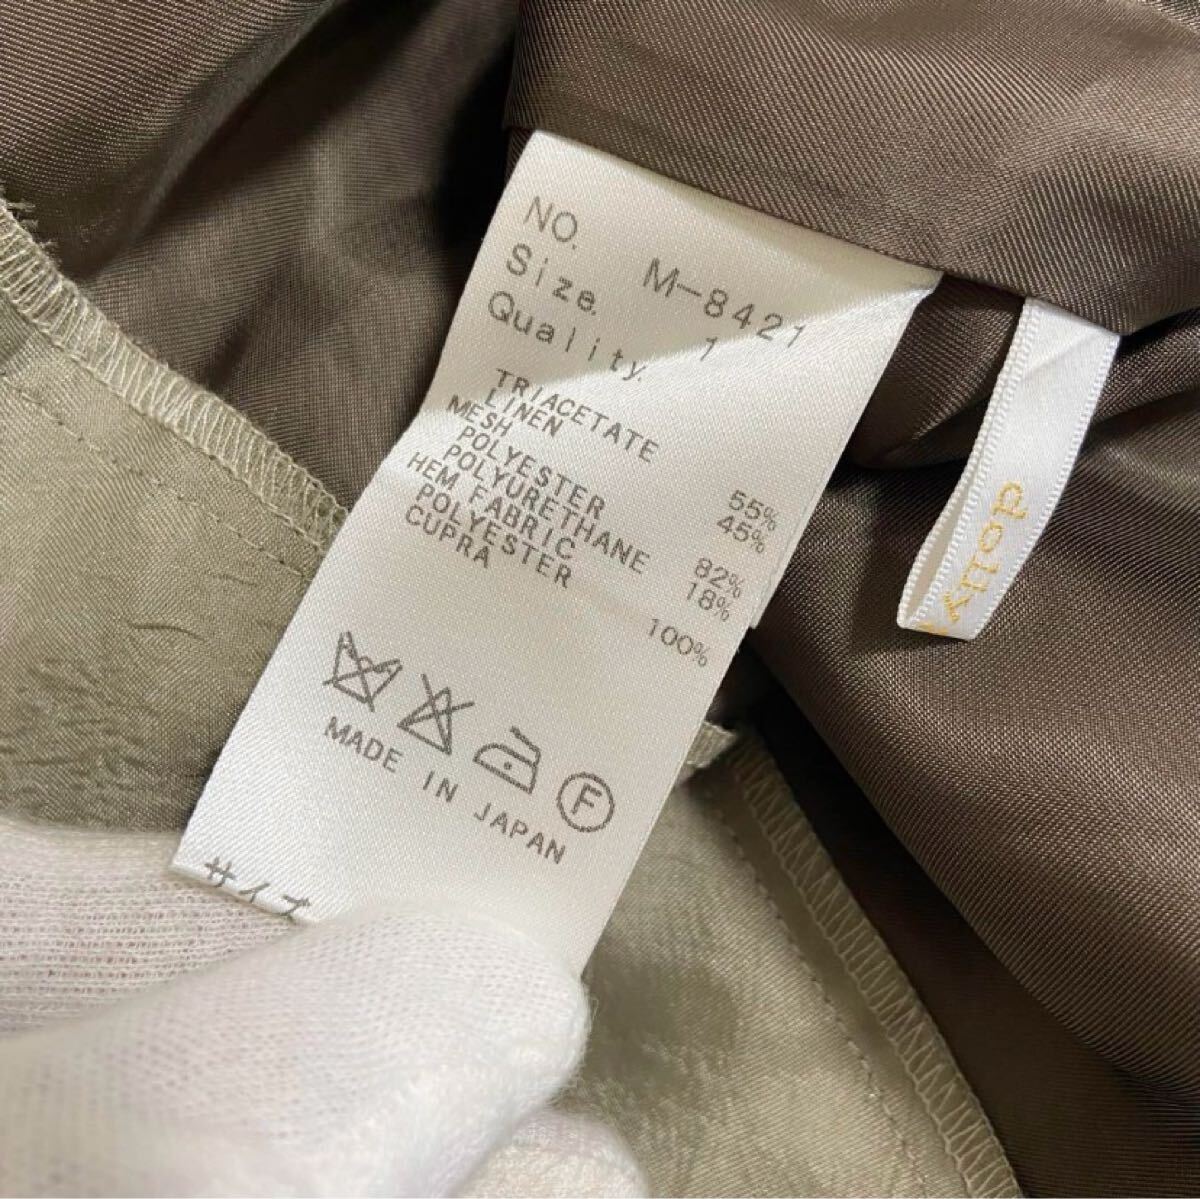 NO. M-8421
Size. 1
Quality.
TRIACETATE 55%
LINEN 45%
MESH
POLYESTER 82%
POLYURETHANE 18%
HEM FABRIC
POLYESTER 100%
CUPRA
F
MADE IN JAPAN
サイズ
dolly